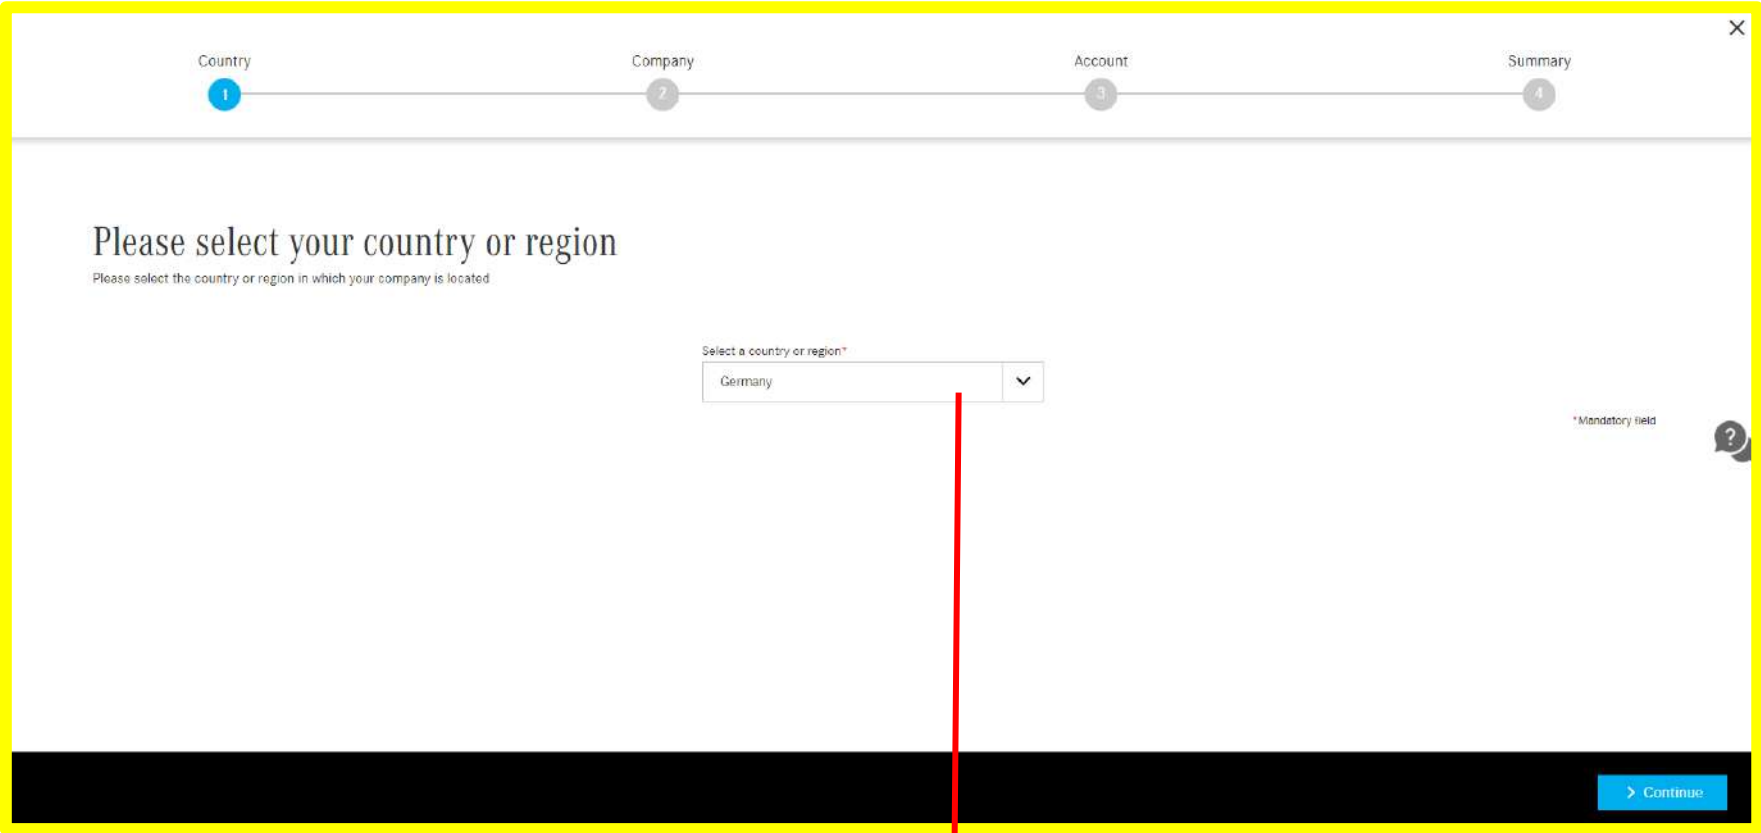 Country
Company
Account
Summary
1
2
3
4
Please select your country or region
Please select the country or region in which your company is located
Select a country or region*
Germany
*Mandatory field
?
Continue